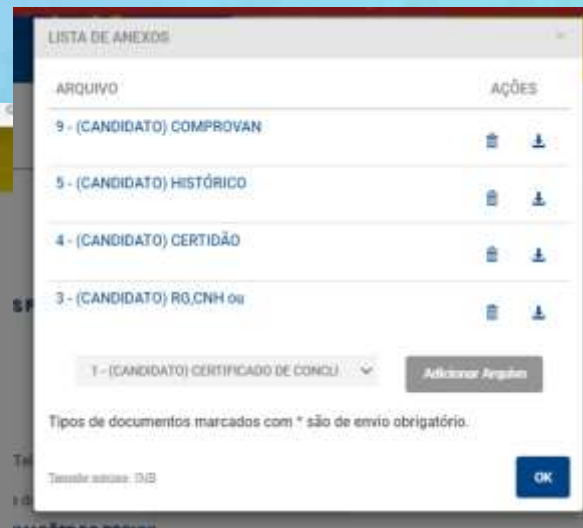 LISTA DE ANEXOS
ARQUIVO AÇÕES
9 - (CANDIDATO) COMPROVAN
5 - (CANDIDATO) HISTÓRICO
4 - (CANDIDATO) CERTIDÃO
3 - (CANDIDATO) RG,CNH ou
1 - (CANDIDATO) CERTIFICADO DE CONCLI
Adicionar Arquivo
Tipos de documentos marcados com * são de envio obrigatório.
OK